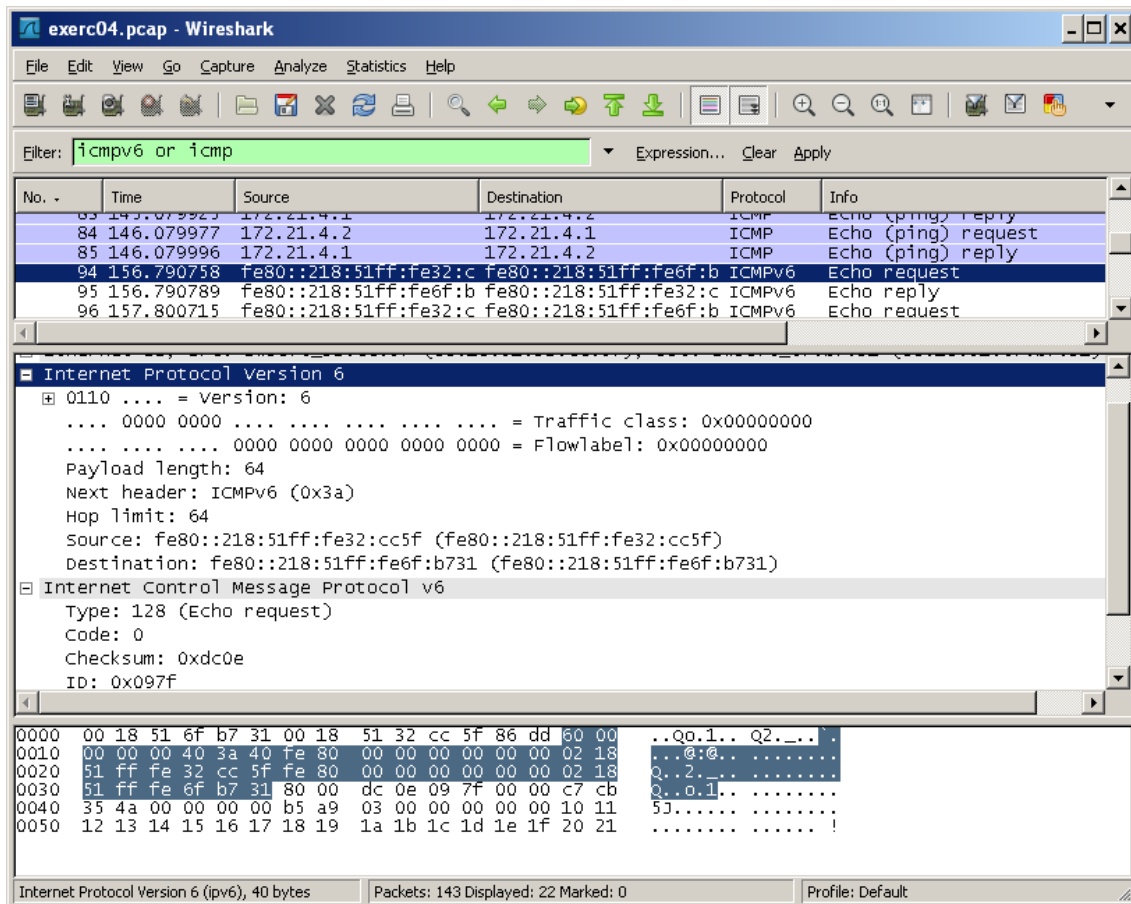 exerc04.pcap - Wireshark
File Edit View Go Capture Analyze Statistics Help
Filter: icmpv6 or icmp Expression... Clear Apply
No. . Time Source Destination Protocol Info
83 145.079925 172.21.4.1 172.21.4.2 ICMP Echo (ping) reply
84 146.079977 172.21.4.2 172.21.4.1 ICMP Echo (ping) request
85 146.079996 172.21.4.1 172.21.4.2 ICMP Echo (ping) reply
94 156.790758 fe80::218:51ff:fe32:c fe80::218:51ff:fe6f:b ICMPv6 Echo request
95 156.790789 fe80::218:51ff:fe6f:b fe80::218:51ff:fe32:c ICMPv6 Echo reply
96 157.800715 fe80::218:51ff:fe32:c fe80::218:51ff:fe6f:b ICMPv6 Echo request
Internet Protocol Version 6
0110 .... = Version: 6
.... 0000 0000 .... .... .... .... .... = Traffic class: 0x00000000
.... .... .... 0000 0000 0000 0000 0000 = Flowlabel: 0x00000000
Payload length: 64
Next header: ICMPv6 (0x3a)
Hop limit: 64
Source: fe80::218:51ff:fe32:cc5f (fe80::218:51ff:fe32:cc5f)
Destination: fe80::218:51ff:fe6f:b731 (fe80::218:51ff:fe6f:b731)
Internet Control Message Protocol v6
Type: 128 (Echo request)
Code: 0
Checksum: 0xdc0e
ID: 0x097f
0000 00 18 51 6f b7 31 00 18 51 32 cc 5f 86 dd 60 00 ..Qo.1.. Q2._..`.
0010 00 00 00 40 3a 40 fe 80 00 00 00 00 00 00 02 18 ...@:@.. ........
0020 51 ff fe 32 cc 5f fe 80 00 00 00 00 00 00 02 18 Q..2._.. ........
0030 51 ff fe 6f b7 31 80 00 dc 0e 09 7f 00 00 c7 cb Q..o.1.. ........
0040 35 4a 00 00 00 00 b5 a9 03 00 00 00 00 00 10 11 5J...... ........
0050 12 13 14 15 16 17 18 19 1a 1b 1c 1d 1e 1f 20 21 ........ ...... !
Internet Protocol Version 6 (ipv6), 40 bytes Packets: 143 Displayed: 22 Marked: 0 Profile: Default